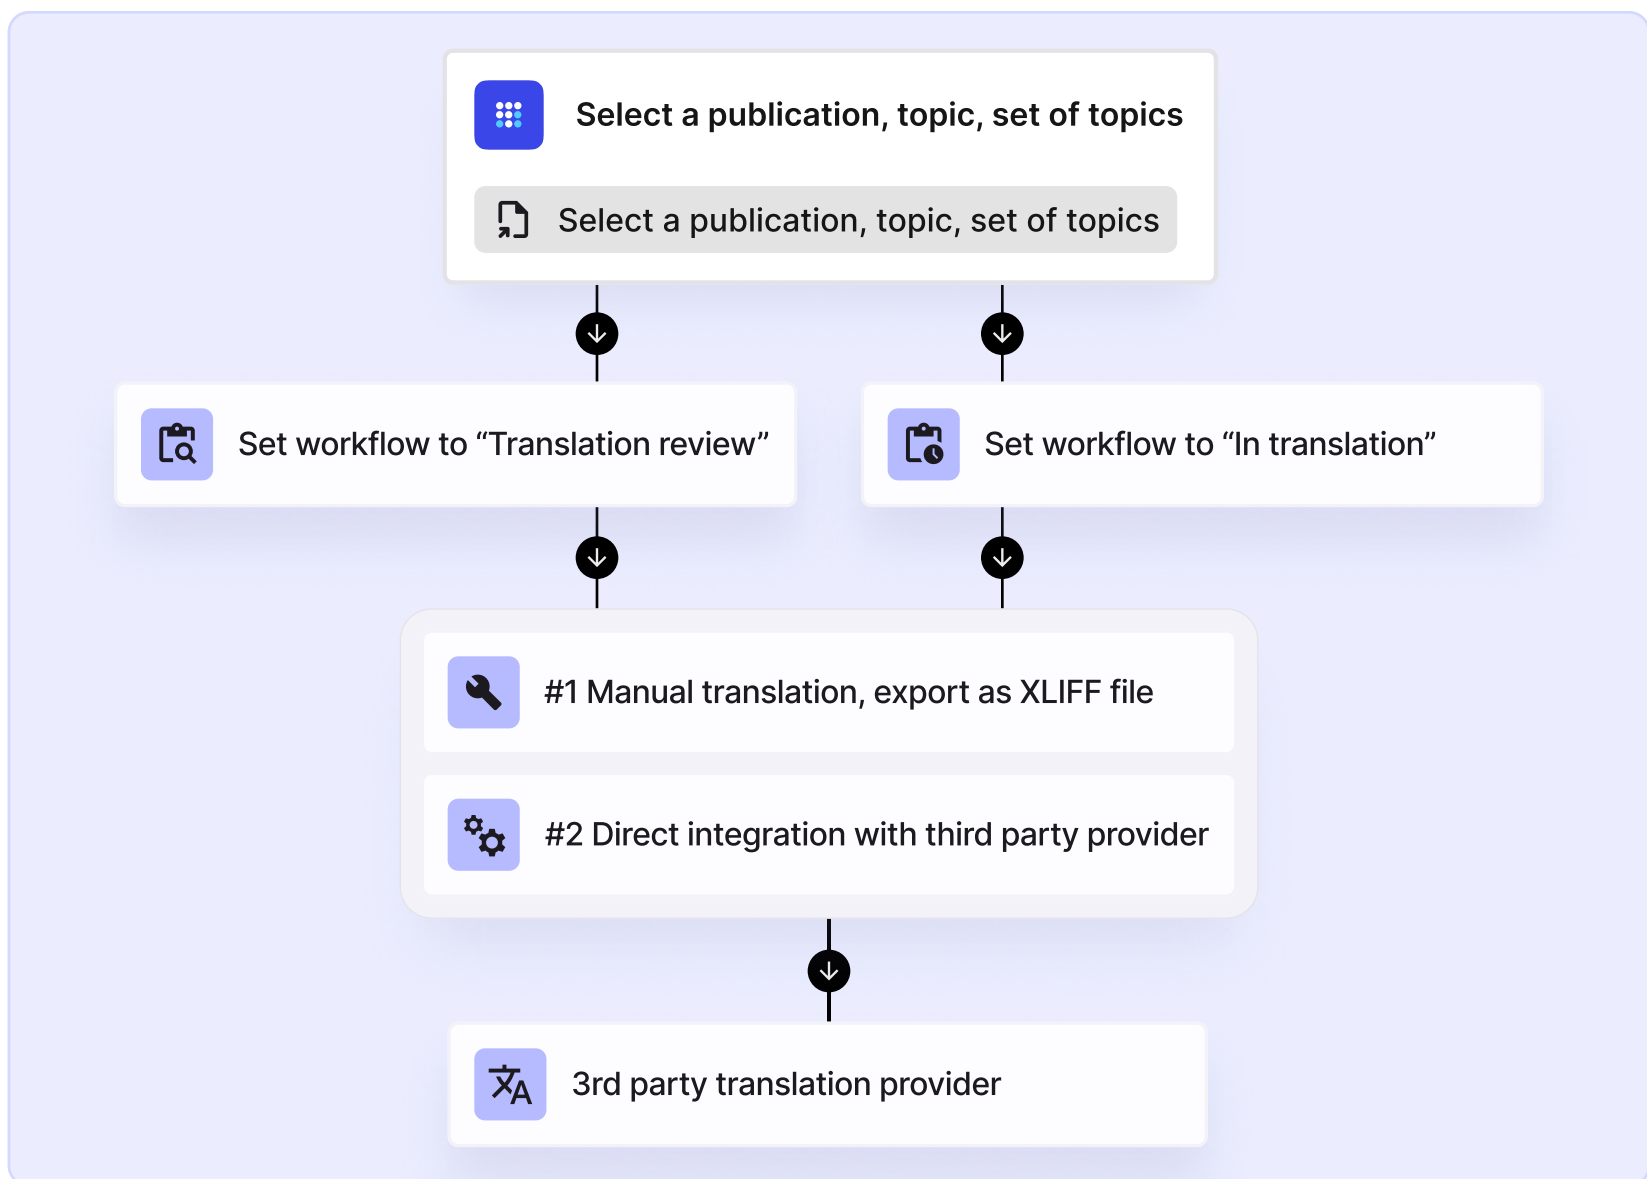 Select a publication, topic, set of topics
Select a publication, topic, set of topics
Set workflow to “Translation review”
Set workflow to “In translation”
#1 Manual translation, export as XLIFF file
#2 Direct integration with third party provider
3rd party translation provider